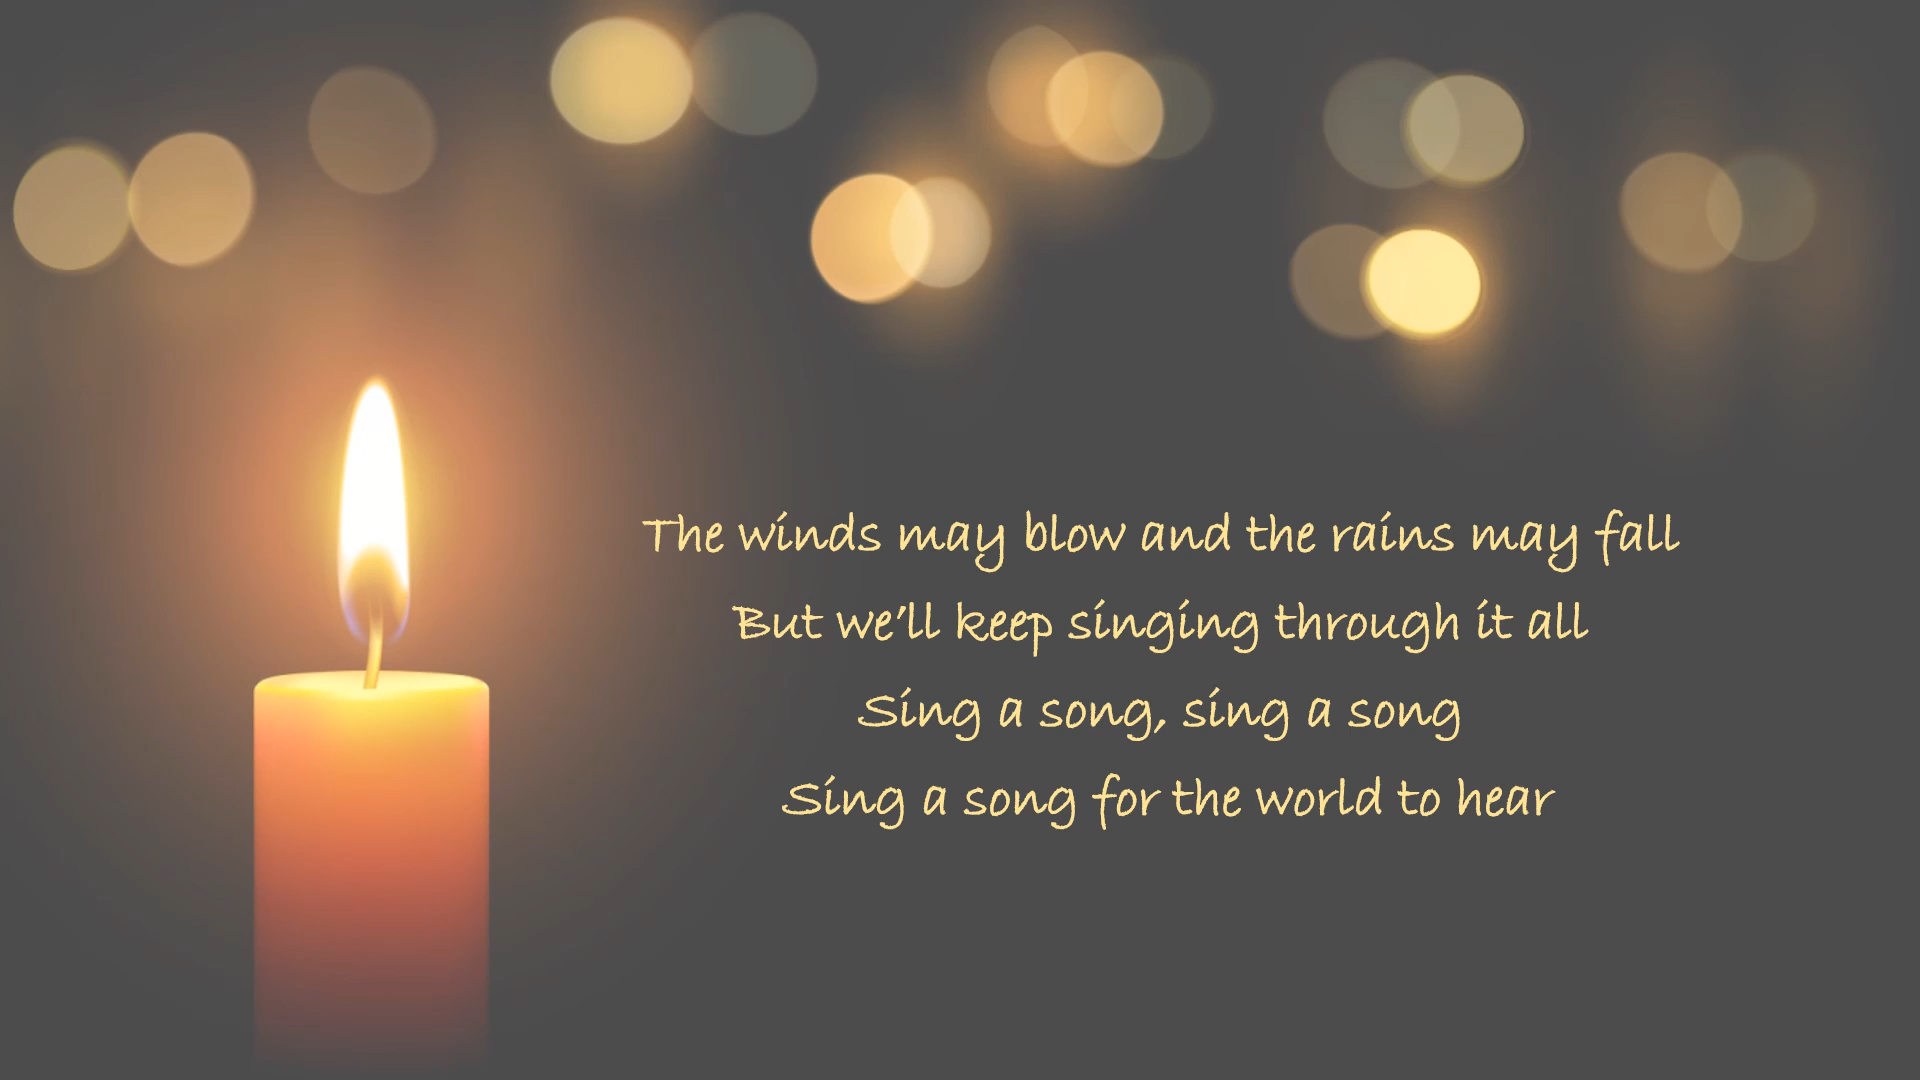 The winds may blow and the rains may fall
But we’ll keep singing through it all
Sing a song, sing a song
Sing a song for the world to hear